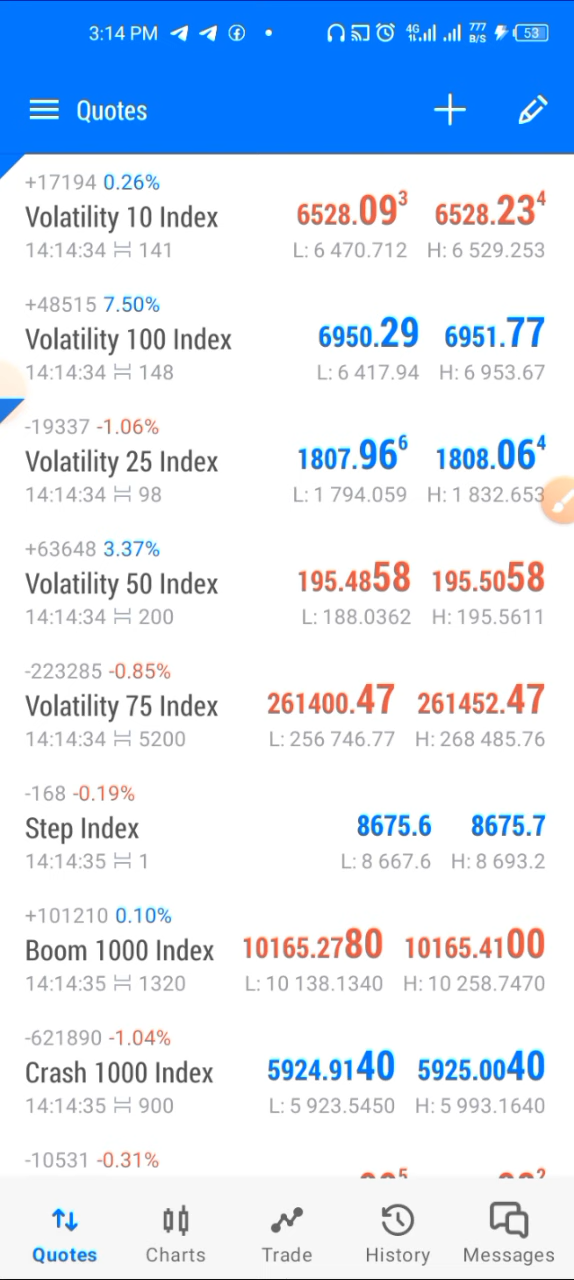 3:14 PM 4G 777 B/S 53
Quotes
+17194 0.26%
Volatility 10 Index 6528.093 6528.234
14:14:34 141 L: 6 470.712 H: 6 529.253
+48515 7.50%
Volatility 100 Index 6950.29 6951.77
14:14:34 148 L: 6 417.94 H: 6 953.67
-19337 -1.06%
Volatility 25 Index 1807.966 1808.064
14:14:34 98 L: 1 794.059 H: 1 832.653
+63648 3.37%
Volatility 50 Index 195.4858 195.5058
14:14:34 200 L: 188.0362 H: 195.5611
-223285 -0.85%
Volatility 75 Index 261400.47 261452.47
14:14:34 5200 L: 256 746.77 H: 268 485.76
-168 -0.19%
Step Index 8675.6 8675.7
14:14:35 1 L: 8 667.6 H: 8 693.2
+101210 0.10%
Boom 1000 Index 10165.2780 10165.4100
14:14:35 1320 L: 10 138.1340 H: 10 258.7470
-621890 -1.04%
Crash 1000 Index 5924.9140 5925.0040
14:14:35 900 L: 5 923.5450 H: 5 993.1640
-10531 -0.31%
Quotes Charts Trade History Messages